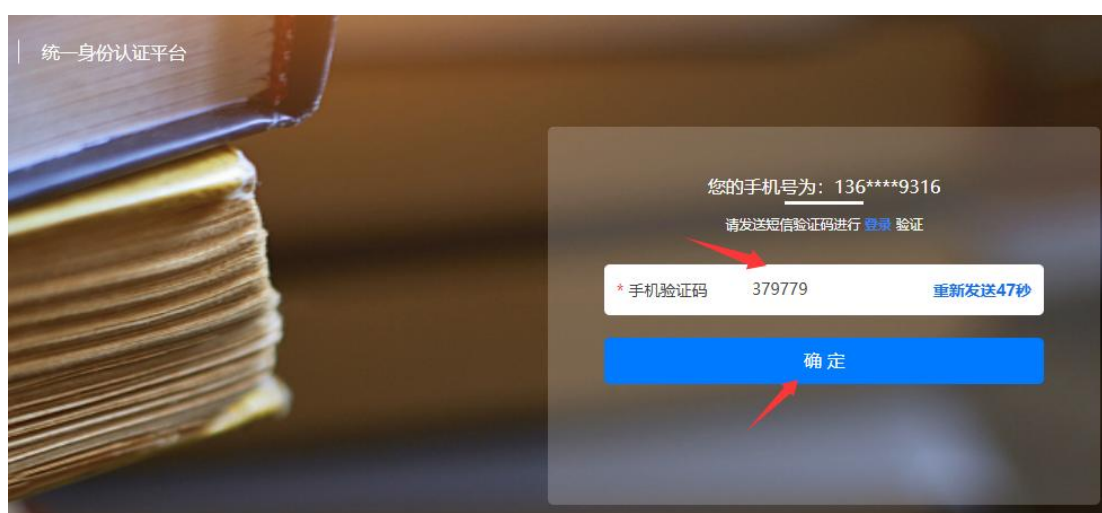 统一身份认证平台
您的手机号为：136****9316
请发送短信验证码进行 登录 验证
* 手机验证码 379779 重新发送47秒
确 定